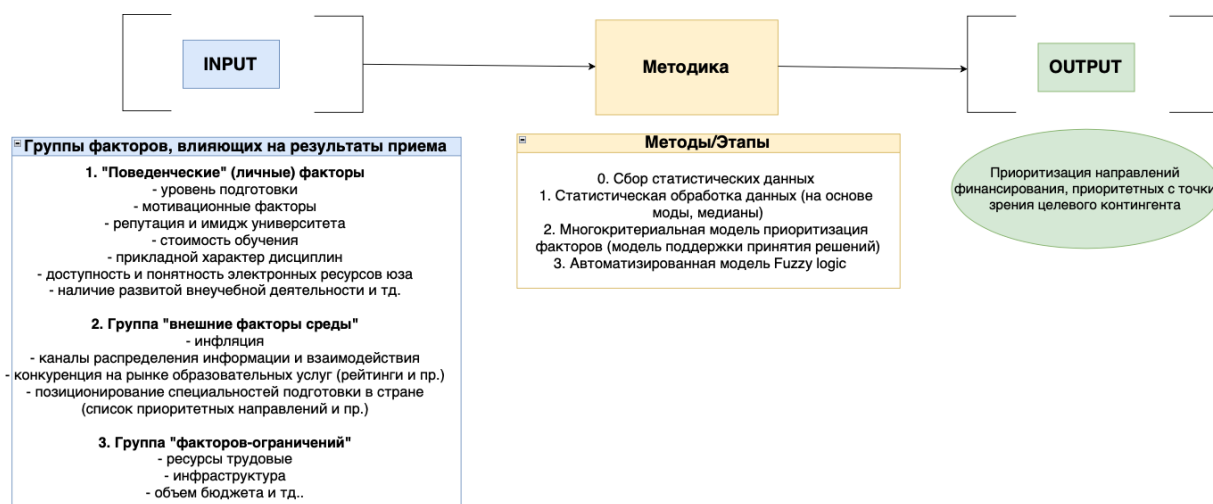 INPUT
Методика
OUTPUT
Группы факторов, влияющих на результаты приема
1. "Поведенческие" (личные) факторы
- уровень подготовки
- мотивационные факторы
- репутация и имидж университета
- стоимость обучения
- прикладной характер дисциплин
- доступность и понятность электронных ресурсов юза
- наличие развитой внеучебной деятельности и тд.
2. Группа "внешние факторы среды"
- инфляция
- каналы распределения информации и взаимодействия
- конкуренция на рынке образовательных услуг (рейтинги и пр.)
- позиционирование специальностей подготовки в стране
(список приоритетных направлений и пр.)
3. Группа "факторов-ограничений"
- ресурсы трудовые
- инфраструктура
- объем бюджета и тд..
Методы/Этапы
0. Сбор статистических данных
1. Статистическая обработка данных (на основе
моды, медианы)
2. Многокритериальная модель приоритизация
факторов (модель поддержки принятия решений)
3. Автоматизированная модель Fuzzy logic
Приоритизация направлений
финансирования, приоритетных с точки
зрения целевого контингента